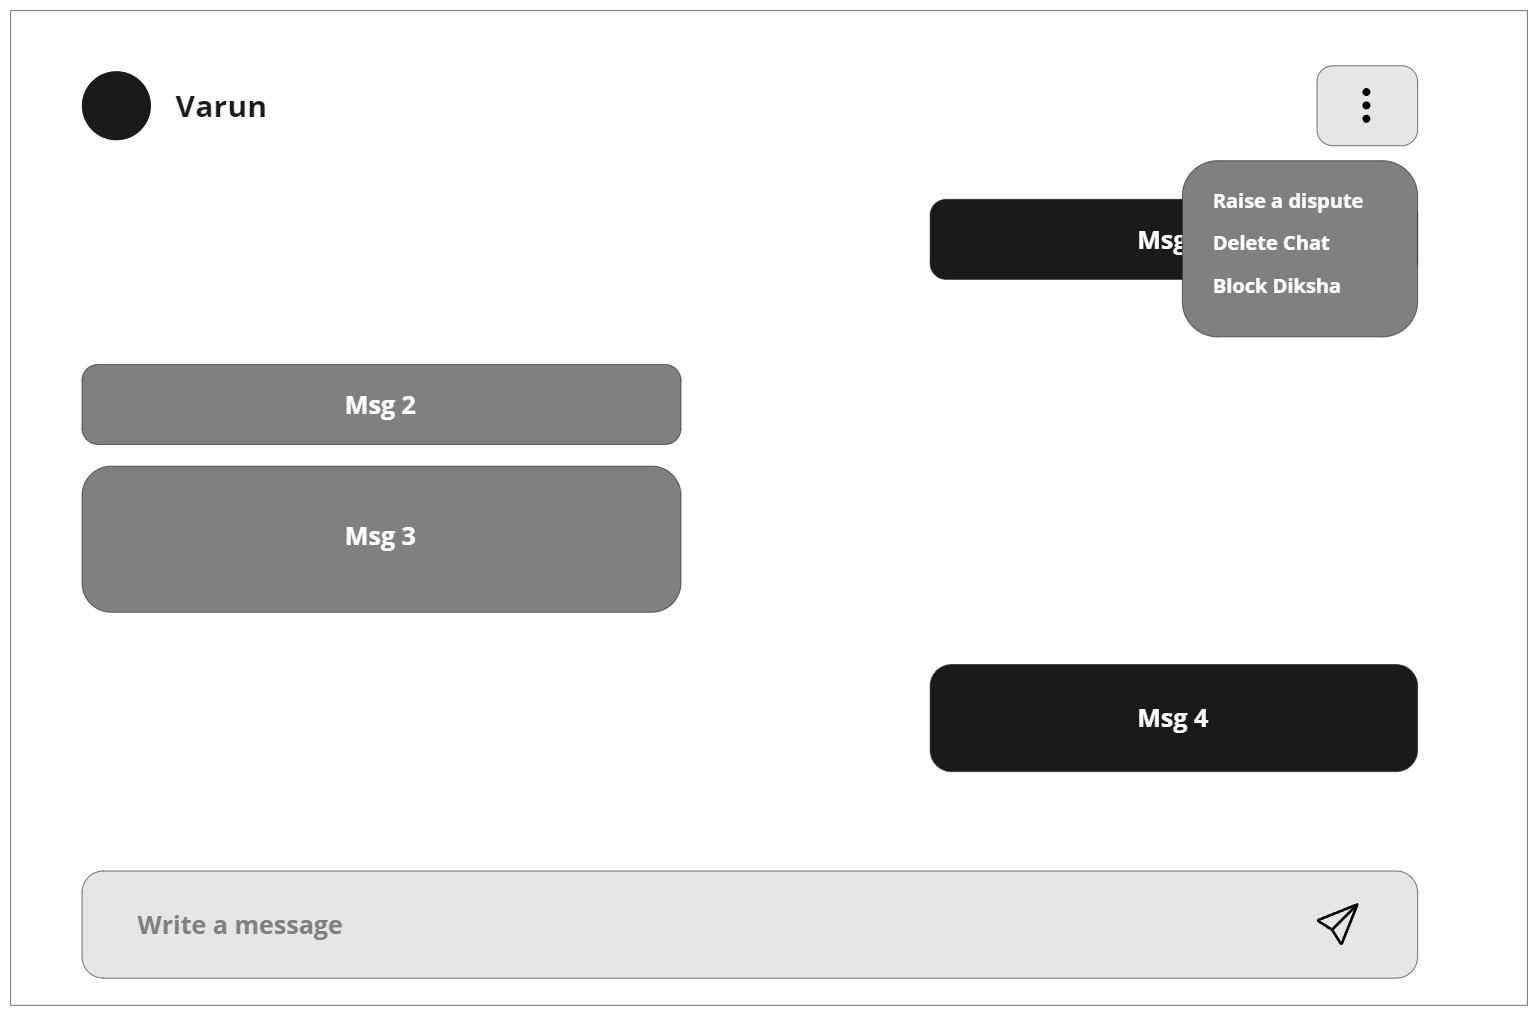 Varun
Raise a dispute
Msg
Delete Chat
Block Diksha
Msg 2
Msg 3
Msg 4
Write a message